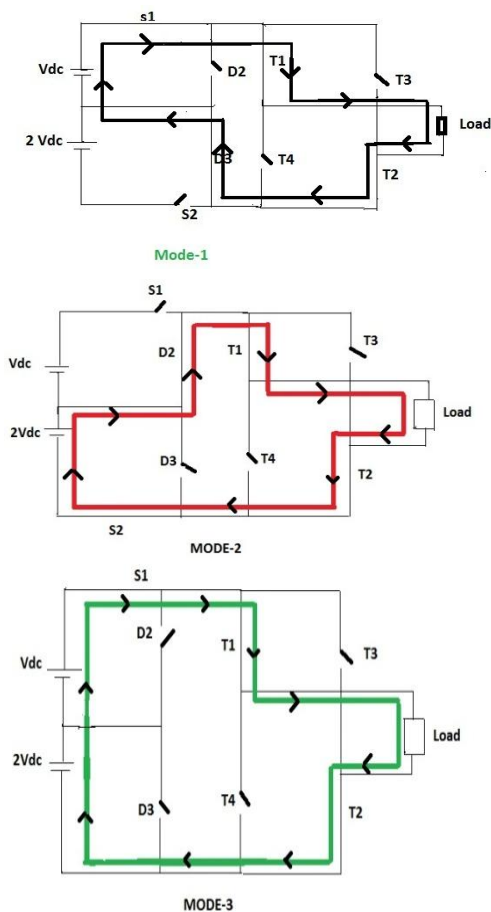 s1
Vdc
D2
T1
T3
Load
2 Vdc
D3
T4
T2
S2
Mode-1
S1
T3
D2
T1
Vdc
Load
2Vdc
D3
T4
T2
S2
MODE-2
S1
D2
T1
T3
Vdc
Load
2Vdc
D3
T4
T2
MODE-3